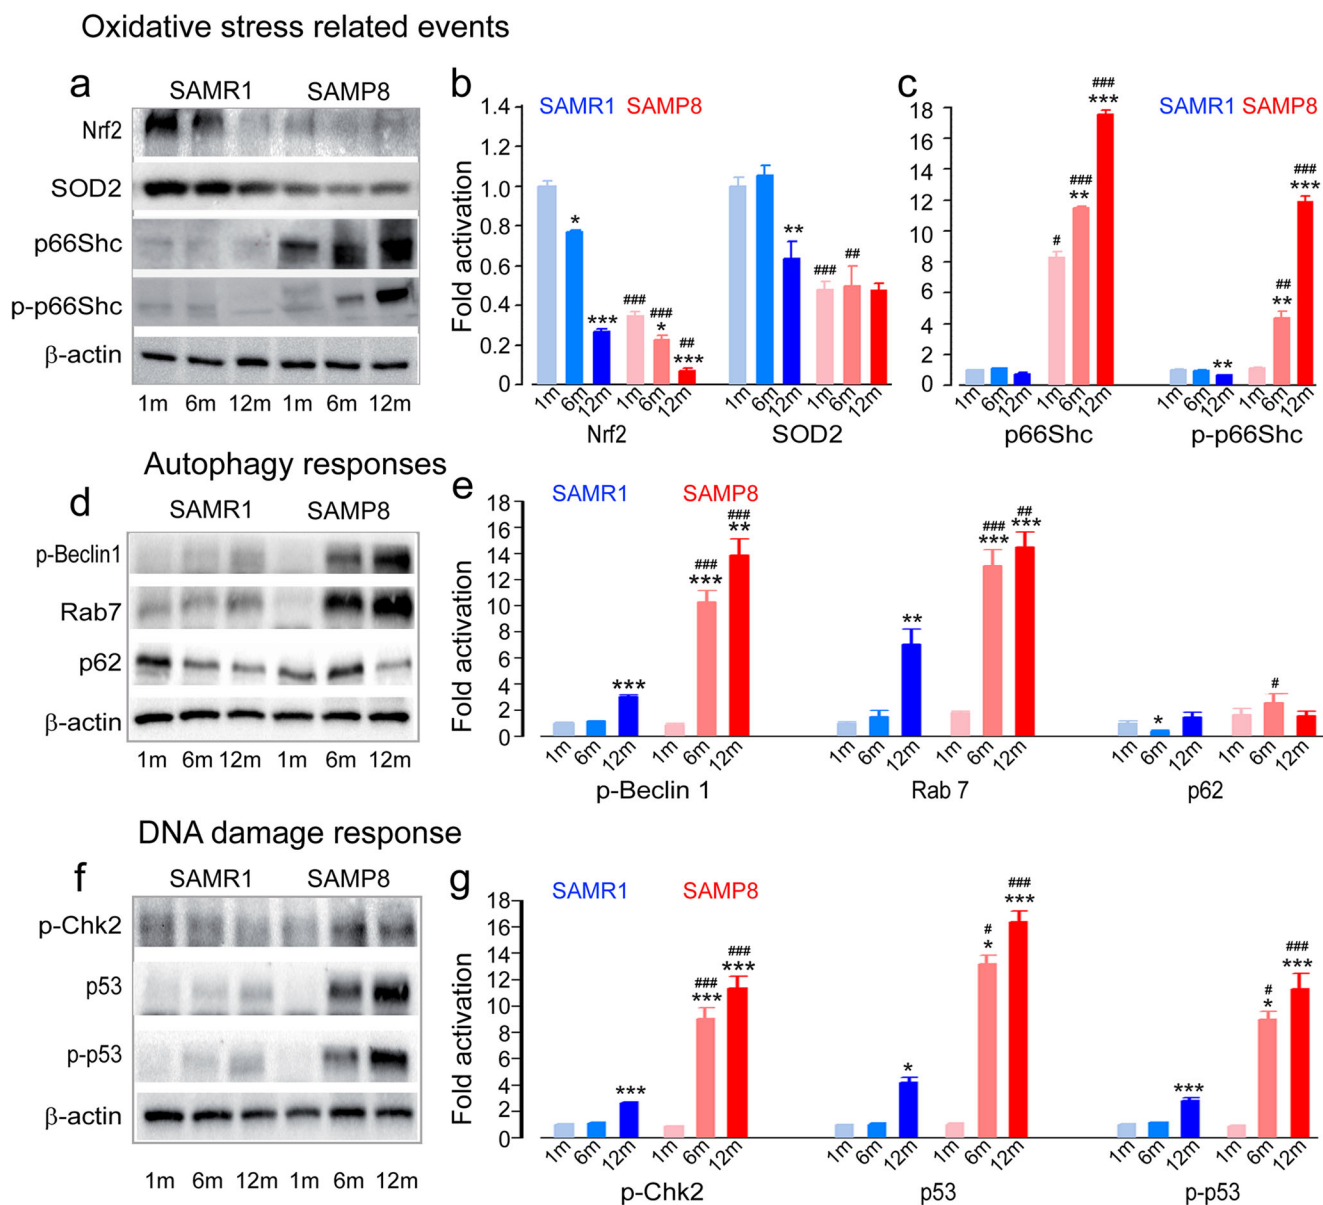 Oxidative stress related events
a
SAMR1 SAMP8
Nrf2
SOD2
p66Shc
p-p66Shc
β-actin
1m 6m 12m 1m 6m 12m
b
SAMR1 SAMP8
Fold activation
1.4
1.2
1.0
0.8
0.6
0.4
0.2
0
* *** ### ### * ## ***
** ### ##
1m 6m 12m 1m 6m 12m 1m 6m 12m 1m 6m 12m
Nrf2 SOD2
c
SAMR1 SAMP8
18
16
14
12
10
8
6
4
2
0
# ### ** ### ***
** ## ** ### ***
1m 6m 12m 1m 6m 12m 1m 6m 12m 1m 6m 12m
p66Shc p-p66Shc
Autophagy responses
d
SAMR1 SAMP8
p-Beclin1
Rab7
p62
β-actin
1m 6m 12m 1m 6m 12m
e
SAMR1 SAMP8
Fold activation
18
16
14
12
10
8
6
4
2
0
*** ### *** ### **
** ### *** ## ***
* #
1m 6m 12m 1m 6m 12m 1m 6m 12m 1m 6m 12m 1m 6m 12m 1m 6m 12m
p-Beclin 1 Rab 7 p62
DNA damage response
f
SAMR1 SAMP8
p-Chk2
p53
p-p53
β-actin
1m 6m 12m 1m 6m 12m
g
SAMR1 SAMP8
Fold activation
18
16
14
12
10
8
6
4
2
0
*** ### *** ### ***
* # * ### ***
*** # * ### ***
1m 6m 12m 1m 6m 12m 1m 6m 12m 1m 6m 12m 1m 6m 12m 1m 6m 12m
p-Chk2 p53 p-p53